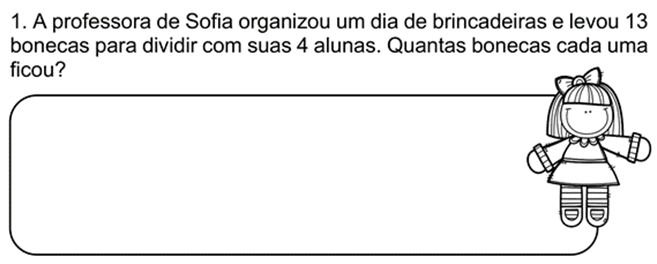 1. A professora de Sofia organizou um dia de brincadeiras e levou 13
bonecas para dividir com suas 4 alunas. Quantas bonecas cada uma
ficou?